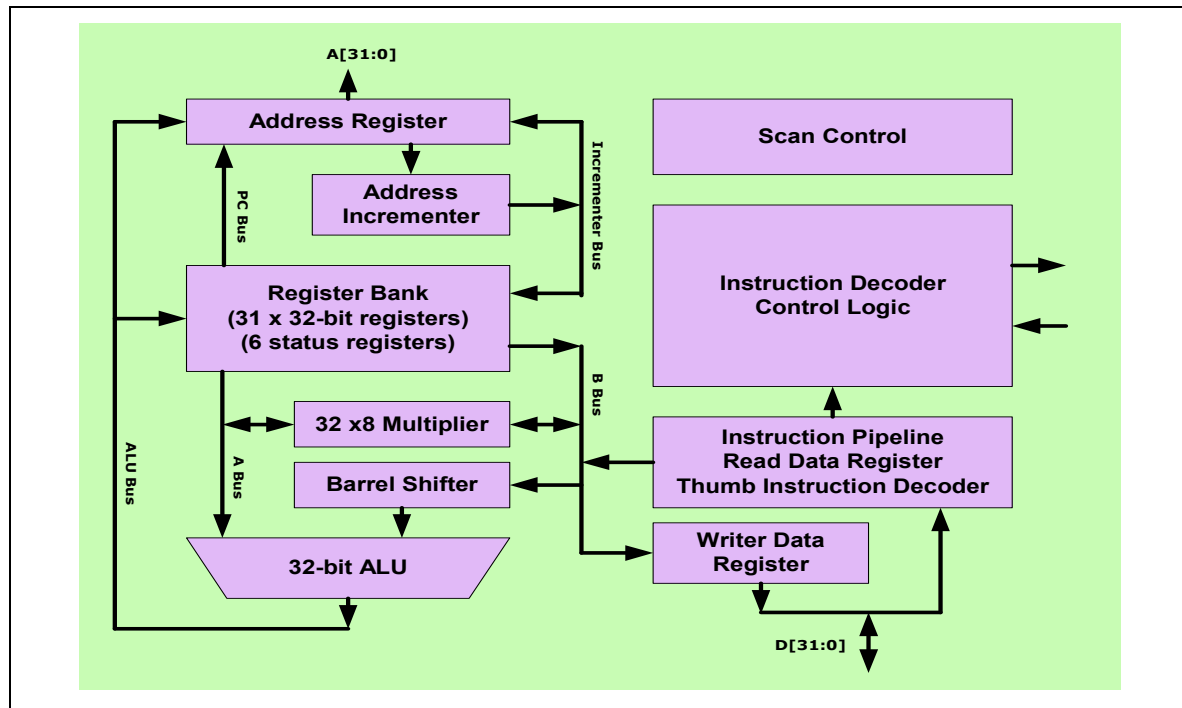 A[31:0]
Address Register
Scan Control
Address
Incrementer
PC Bus
Incrementer Bus
Register Bank
(31 x 32-bit registers)
(6 status registers)
Instruction Decoder
Control Logic
B Bus
32 x8 Multiplier
Instruction Pipeline
Read Data Register
Thumb Instruction Decoder
ALU Bus
A Bus
Barrel Shifter
Writer Data
Register
32-bit ALU
D[31:0]